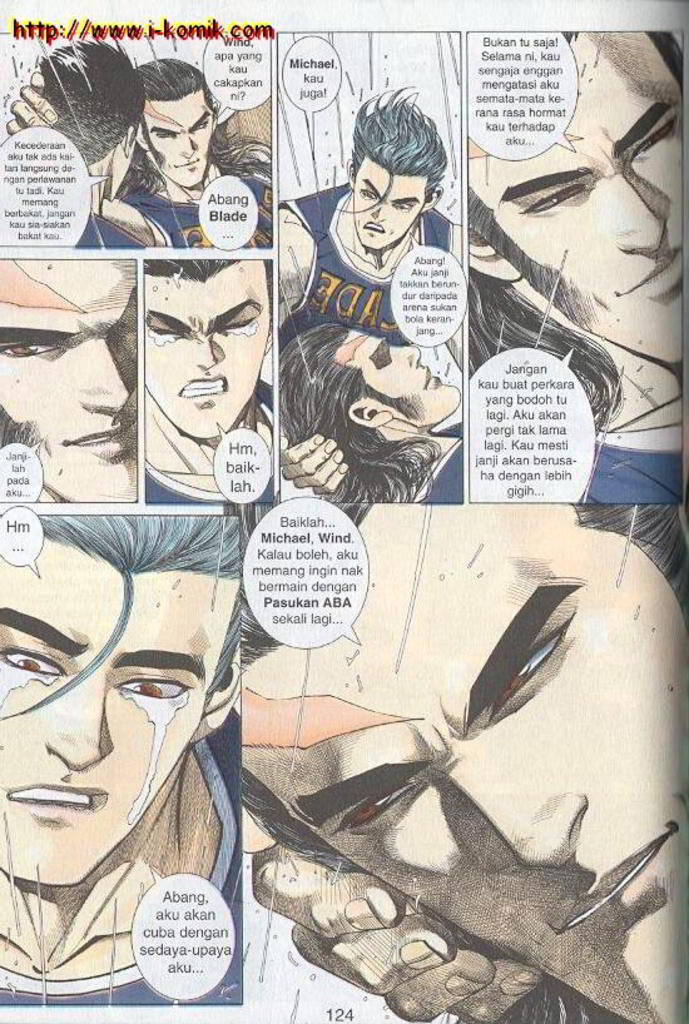 http://www.i-komik.com
Wind,
apa yang
kau
cakapkan
ni?
Kecederaan
aku tak ada kai-
tan langsung de-
ngan perlawanan
tu tadi. Kau
memang
berbakat, jangan
kau sia-siakan
bakat kau.
Abang
Blade
...
Michael,
kau
juga!
Abang!
Aku janji
takkan berun-
dur daripada
arena sukan
bola keran-
jang...
ADE
Bukan tu saja!
Selama ni, kau
sengaja enggan
mengatasi aku
semata-mata ke-
rana rasa hormat
kau terhadap
aku...
Jangan
kau buat perkara
yang bodoh tu
lagi. Aku akan
pergi tak lama
lagi. Kau mesti
janji akan berusa-
ha dengan lebih
gigih...
Janji-
lah
pada
aku...
Hm,
baik-
lah.
Hm
...
Abang,
aku akan
cuba dengan
sedaya-upaya
aku...
Baiklah...
Michael, Wind.
Kalau boleh, aku
memang ingin nak
bermain dengan
Pasukan ABA
sekali lagi...
124